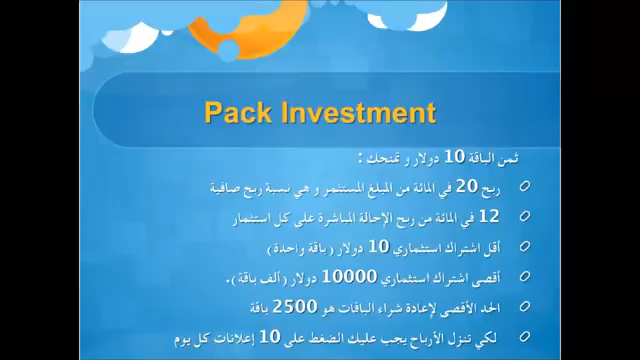 Pack Investment
ثمن الباقة 10 دولار و تمنحك :
ربح 20 في المائة من المبلغ المستثمر و هي نسبة ربح صافية
12 في المائة من ربح الإحالة المباشرة على كل استثمار
أقل اشتراك استثماري 10 دولار (باقة واحدة)
أقصى اشتراك استثماري 10000 دولار (ألف باقة).
الحد الأقصى لإعادة شراء الباقات هو 2500 باقة
لكي تنزل الأرباح يجب عليك الضغط على 10 إعلانات كل يوم